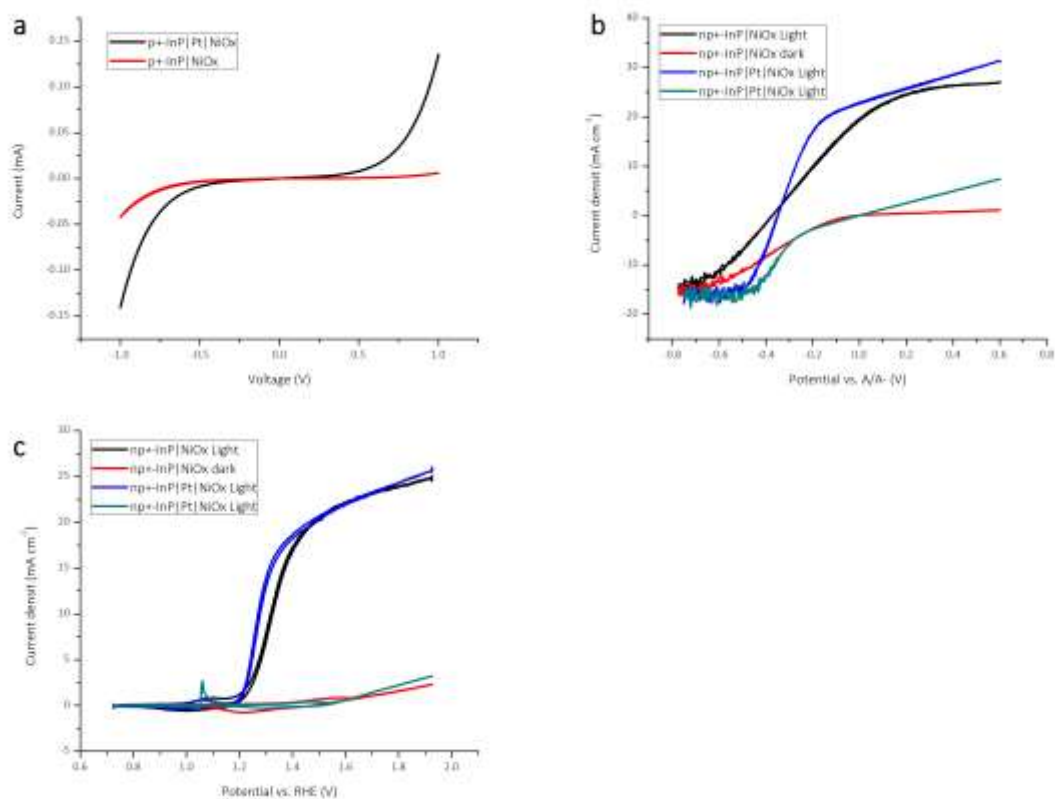 a
p+-InP|Pt|NiOx
p+-InP|NiOx
Current (mA)
0.25
0.20
0.15
0.10
0.05
0.00
-0.05
-0.10
-0.15
-1.0 -0.5 0.0 0.5 1.0
Voltage (V)
b
np+-InP|NiOx Light
np+-InP|NiOx dark
np+-InP|Pt|NiOx Light
np+-InP|Pt|NiOx Light
Current density (mA cm⁻²)
40
30
20
10
0
-10
-20
-0.8 -0.6 -0.4 -0.2 0.0 0.2 0.4 0.6 0.8
Potential vs. A/A- (V)
c
np+-InP|NiOx Light
np+-InP|NiOx dark
np+-InP|Pt|NiOx Light
np+-InP|Pt|NiOx Light
Current densit (mA cm⁻²)
30
25
20
15
10
5
0
-5
0.6 0.8 1.0 1.2 1.4 1.6 1.8 2.0
Potential vs. RHE (V)